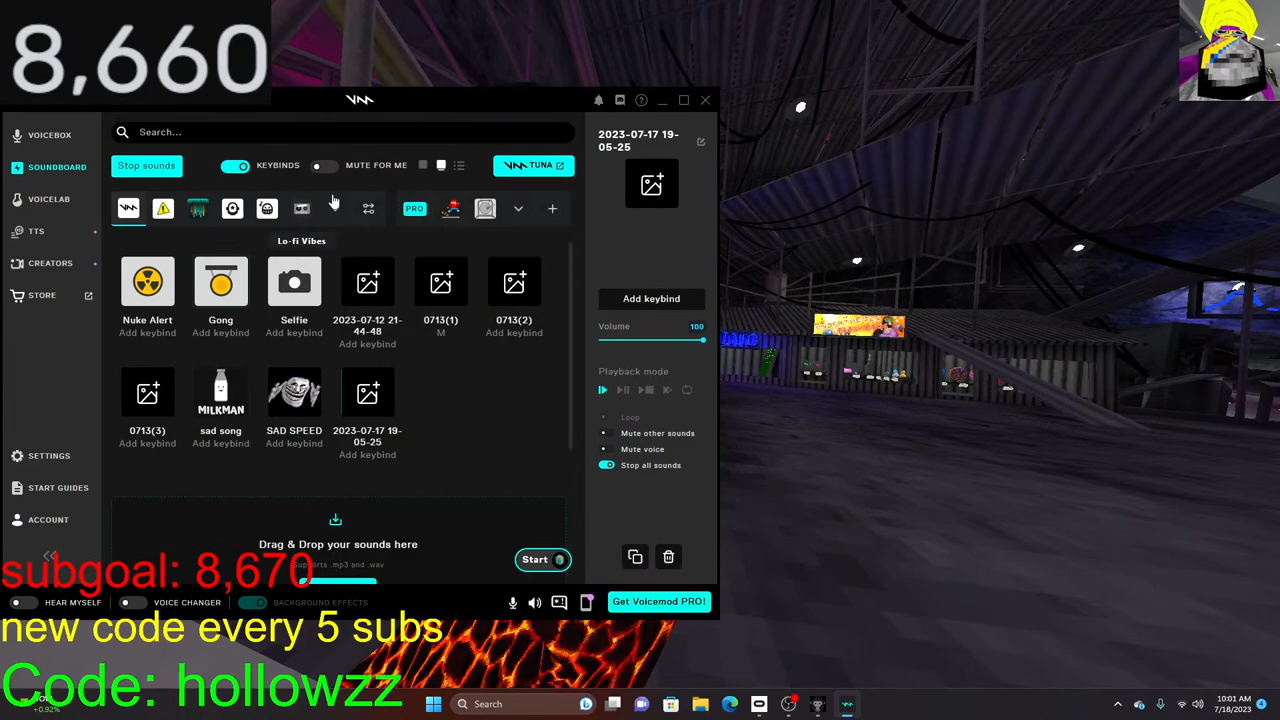 8,660
Search...
VOICEBOX
SOUNDBOARD
VOICELAB
TTS
CREATORS
STORE
SETTINGS
START GUIDES
ACCOUNT
Stop sounds
KEYBINDS
MUTE FOR ME
TUNA
PRO
Lo-fi Vibes
Nuke Alert
Add keybind
Gong
Add keybind
Selfie
Add keybind
2023-07-12 21-
44-48
Add keybind
0713(1)
M
0713(2)
Add keybind
0713(3)
Add keybind
MILKMAN
sad song
Add keybind
SAD SPEED
Add keybind
2023-07-17 19-
05-25
Add keybind
Drag & Drop your sounds here
Supports .mp3 and .wav
Start
2023-07-17 19-
05-25
Add keybind
Volume 100
Playback mode
Loop
Mute other sounds
Mute voice
Stop all sounds
HEAR MYSELF
VOICE CHANGER
BACKGROUND EFFECTS
Get Voicemod PRO!
subgoal: 8,670
new code every 5 subs
Code: hollowzz
+0.92%
Search
10:01 AM
7/18/2023